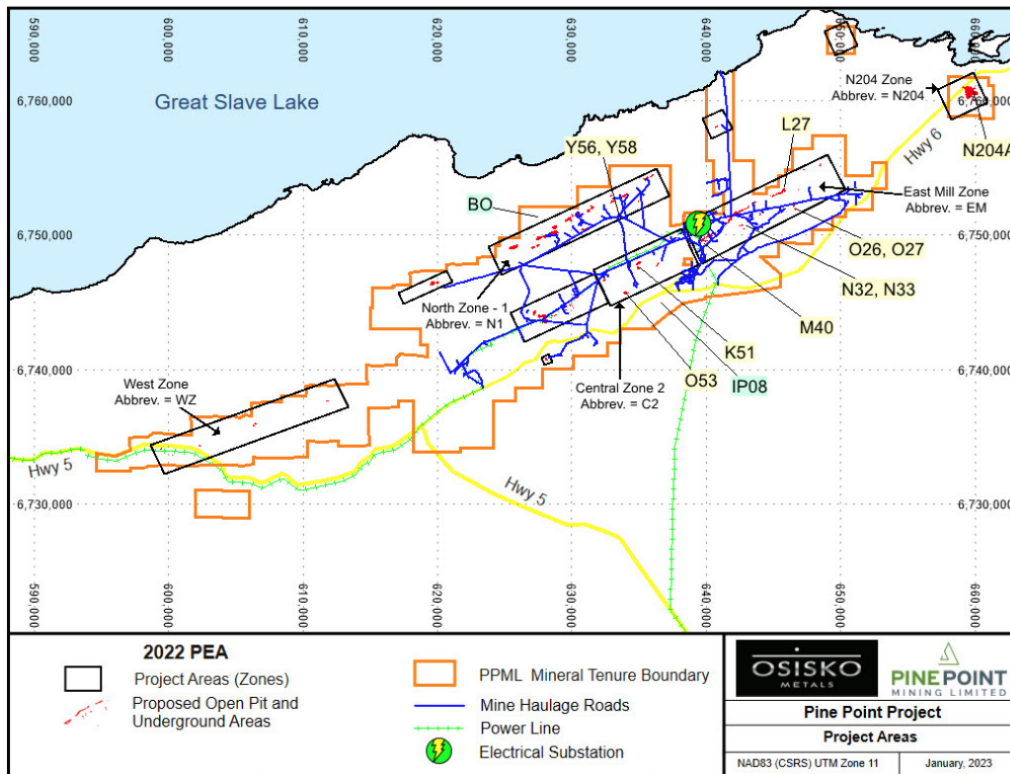 590,000
600,000
610,000
620,000
630,000
640,000
650,000
660,000
6,760,000
6,760,000
Great Slave Lake
N204 Zone
Abbrev. = N204
L27
Hwy 6
N204A
Y56, Y58
BO
East Mill Zone
Abbrev. = EM
6,750,000
6,750,000
O26, O27
N32, N33
North Zone - 1
Abbrev. = N1
M40
K51
6,740,000
6,740,000
West Zone
Abbrev. = WZ
Central Zone 2
Abbrev. = C2
O53
IP08
Hwy 5
Hwy 5
6,730,000
6,730,000
590,000
600,000
610,000
620,000
630,000
640,000
650,000
660,000
2022 PEA
Project Areas (Zones)
Proposed Open Pit and
Underground Areas
PPML Mineral Tenure Boundary
Mine Haulage Roads
Power Line
Electrical Substation
OSISKO
METALS
PINE POINT
MINING LIMITED
Pine Point Project
Project Areas
NAD83 (CSRS) UTM Zone 11
January, 2023